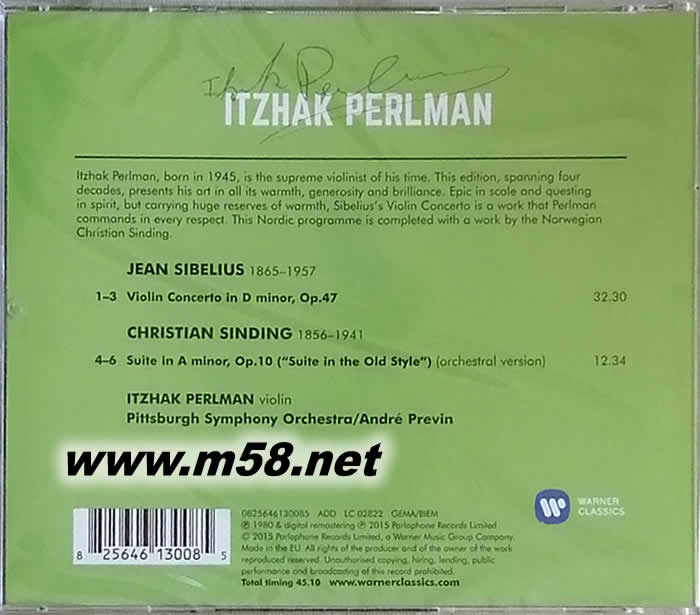 Itzhak Perlman
ITZHAK PERLMAN
Itzhak Perlman, born in 1945, is the supreme violinist of his time. This edition, spanning four
decades, presents his art in all its warmth, generosity and brilliance. Epic in scale and questing
in spirit, but carrying huge reserves of warmth, Sibelius's Violin Concerto is a work that Perlman
commands in every respect. This Nordic programme is completed with a work by the Norwegian
Christian Sinding.
JEAN SIBELIUS 1865–1957
1–3 Violin Concerto in D minor, Op.47 32.30
CHRISTIAN SINDING 1856–1941
4–6 Suite in A minor, Op.10 (“Suite in the Old Style”) (orchestral version) 12.34
ITZHAK PERLMAN violin
Pittsburgh Symphony Orchestra/André Previn
www.m58.net
WARNER
CLASSICS
0825646130085 ADD LC 02822 GEMA/BIEM
℗ 1980 & digital remastering ℗ 2015 Parlophone Records Limited
© 2015 Parlophone Records Limited, a Warner Music Group Company.
Made in the EU. All rights of the producer and of the owner of the work
reproduced reserved. Unauthorised copying, hiring, lending, public
performance and broadcasting of this record prohibited.
Total timing 45.10 www.warnerclassics.com
8 25646 13008 5